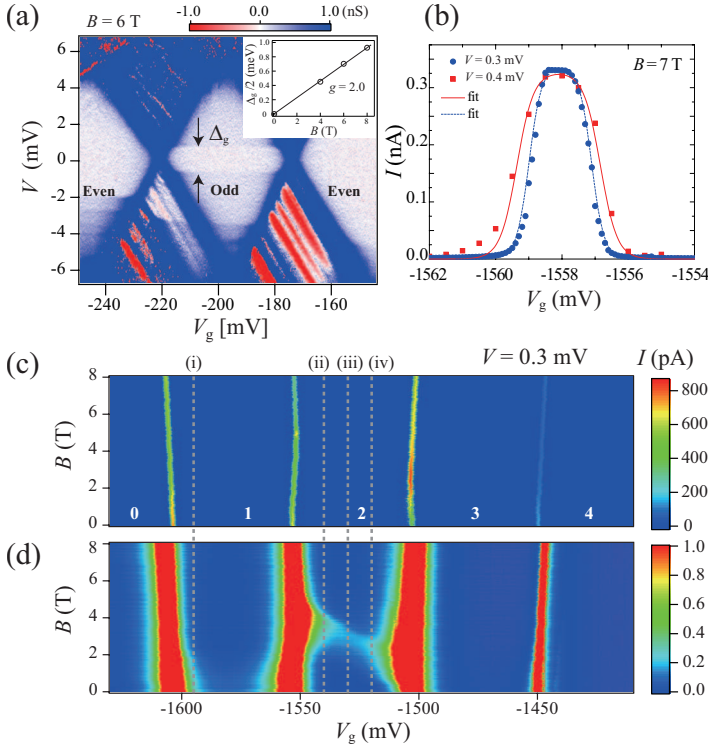 (a)
B = 6 T
-1.0
0
1.0 (nS)
6
4
2
0
-2
-4
-6
V (mV)
Δg
Even
Odd
Even
1.0
0.8
0.6
0.4
0.2
0
Δg/2 (meV)
g = 2.0
0
2
4
6
8
B (T)
-240
-200
-160
Vg [mV]
(b)
V = 0.3 mV
V = 0.4 mV
fit
fit
B = 7 T
0.3
0.2
0.1
0.0
I (nA)
-1562
-1560
-1558
-1556
-1554
Vg (mV)
(c)
(i)
(ii)
(iii)
(iv)
V = 0.3 mV
I (pA)
8
6
4
2
0
B (T)
0
1
2
3
4
800
600
400
200
0
(d)
8
6
4
2
0
B (T)
1.0
0.8
0.6
0.4
0.2
0.0
-1600
-1550
-1500
-1450
Vg (mV)